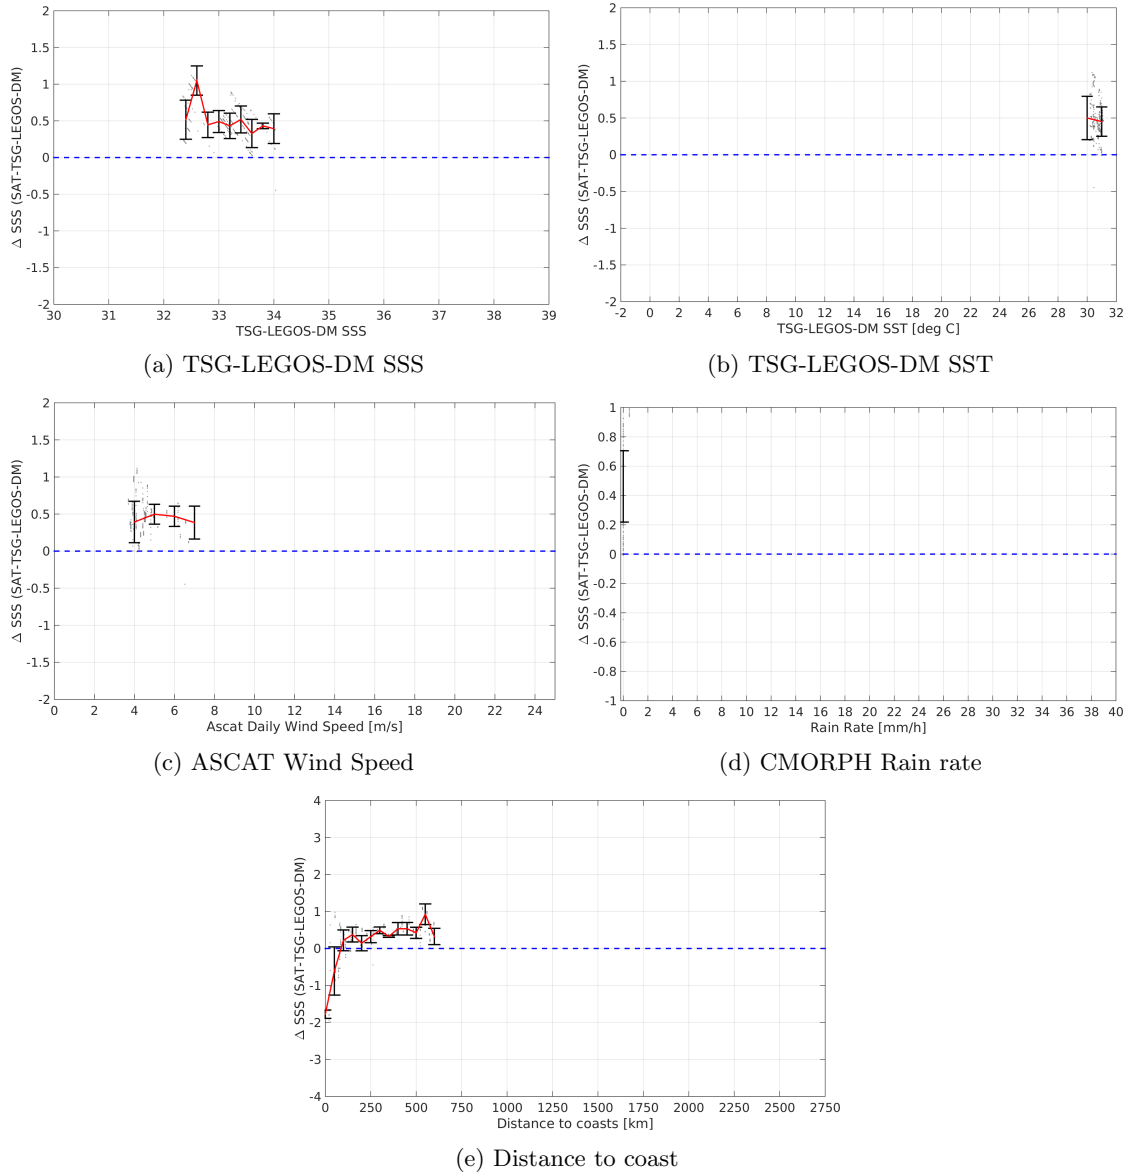 2
1.5
1
0.5
0
-0.5
-1
-1.5
-2
Δ SSS (SAT-TSG-LEGOS-DM)
30 31 32 33 34 35 36 37 38 39
TSG-LEGOS-DM SSS
(a) TSG-LEGOS-DM SSS
2
1.5
1
0.5
0
-0.5
-1
-1.5
-2
Δ SSS (SAT-TSG-LEGOS-DM)
-2 0 2 4 6 8 10 12 14 16 18 20 22 24 26 28 30 32
TSG-LEGOS-DM SST [deg C]
(b) TSG-LEGOS-DM SST
2
1.5
1
0.5
0
-0.5
-1
-1.5
-2
Δ SSS (SAT-TSG-LEGOS-DM)
0 2 4 6 8 10 12 14 16 18 20 22 24
Ascat Daily Wind Speed [m/s]
(c) ASCAT Wind Speed
1
0.8
0.6
0.4
0.2
0
-0.2
-0.4
-0.6
-0.8
-1
Δ SSS (SAT-TSG-LEGOS-DM)
0 2 4 6 8 10 12 14 16 18 20 22 24 26 28 30 32 34 36 38 40
Rain Rate [mm/h]
(d) CMORPH Rain rate
4
3
2
1
0
-1
-2
-3
-4
Δ SSS (SAT-TSG-LEGOS-DM)
0 250 500 750 1000 1250 1500 1750 2000 2250 2500 2750
Distance to coasts [km]
(e) Distance to coast